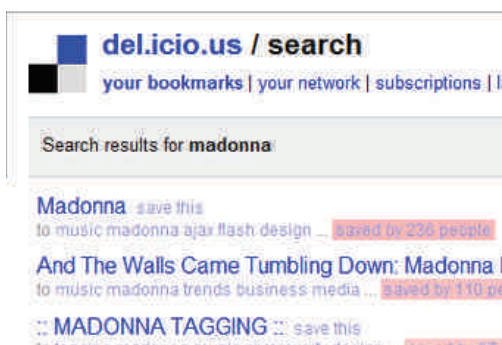 del.icio.us / search
your bookmarks | your network | subscriptions |
Search results for madonna
Madonna save this
to music madonna ajax flash design ... saved by 236 people
And The Walls Came Tumbling Down: Madonna
to music madonna trends business media ... saved by 110
:: MADONNA TAGGING :: save this